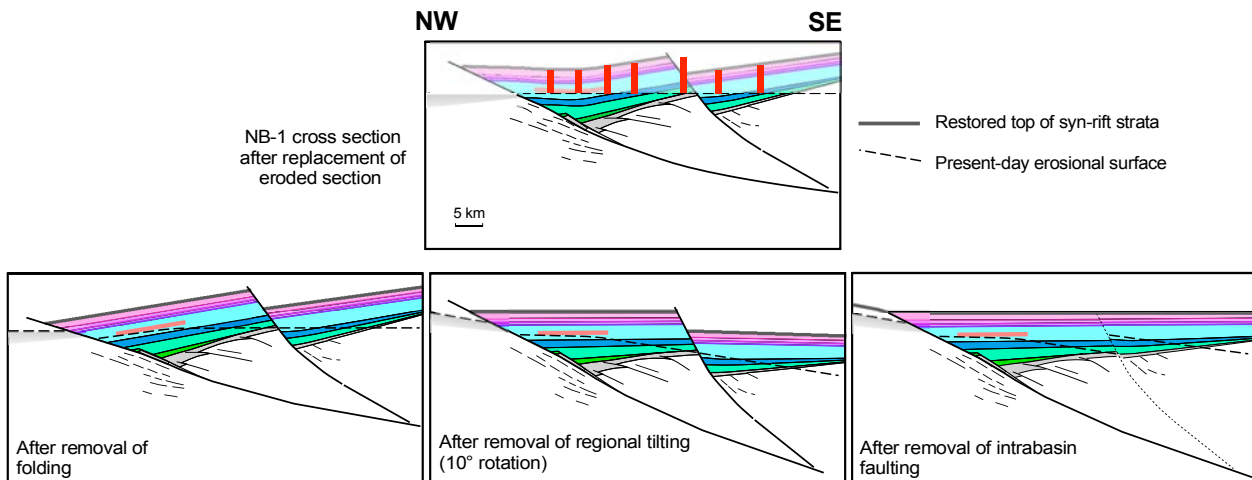 NW
SE
NB-1 cross section
after replacement of
eroded section
5 km
Restored top of syn-rift strata
Present-day erosional surface
After removal of
folding
After removal of regional tilting
(10° rotation)
After removal of intrabasin
faulting